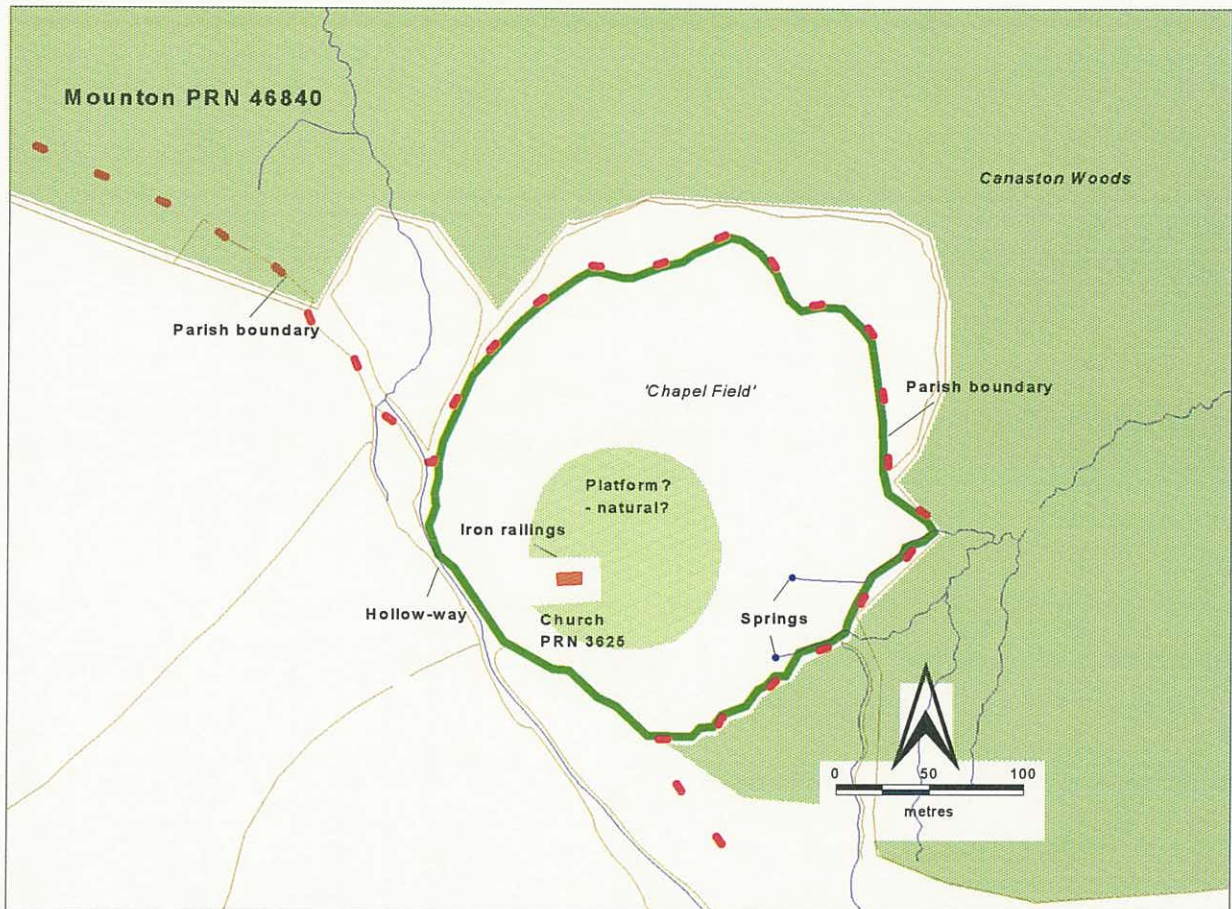 Mounton PRN 46840
Canaston Woods
Parish boundary
'Chapel Field'
Parish boundary
Platform?
- natural?
Iron railings
Hollow-way
Church
PRN 3625
Springs
0 50 100
metres